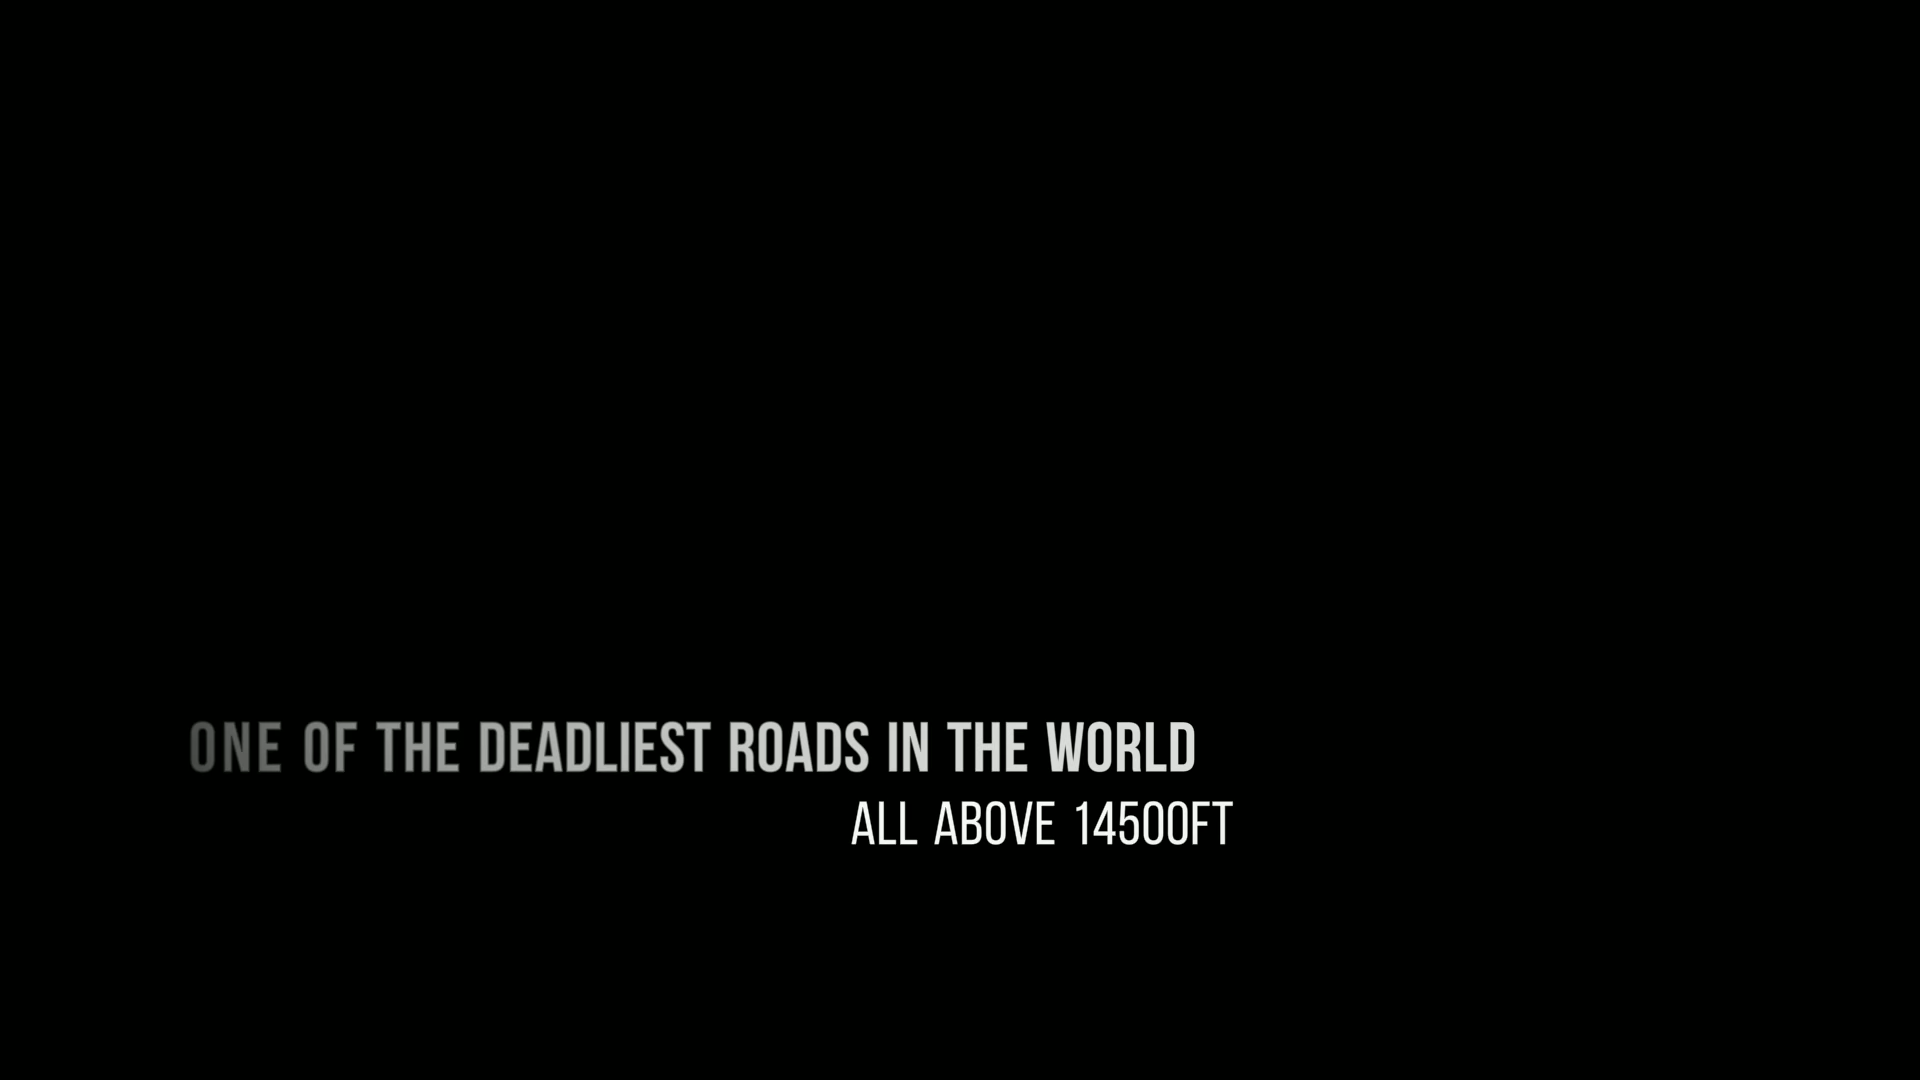 ONE OF THE DEADLIEST ROADS IN THE WORLD
ALL ABOVE 14500FT